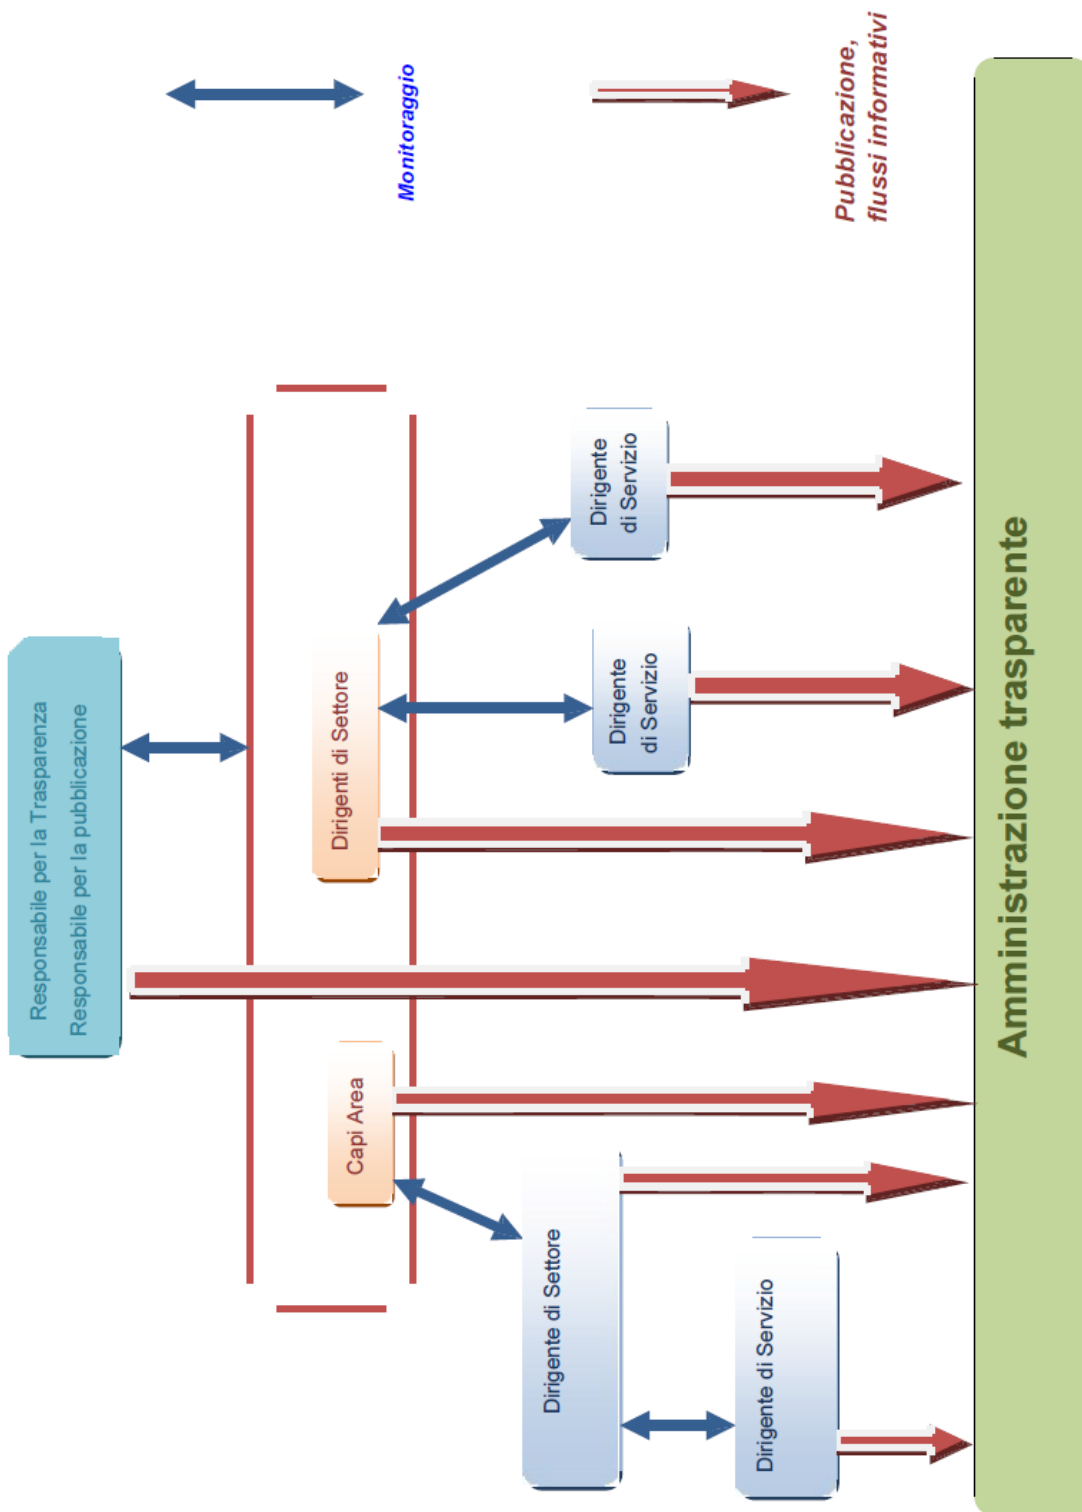 Responsabile per la Trasparenza
Responsabile per la pubblicazione
Capi Area
Dirigenti di Settore
Dirigente di Settore
Dirigente di Servizio
Dirigente
di Servizio
Dirigente
di Servizio
Amministrazione trasparente
Monitoraggio
Pubblicazione,
flussi informativi